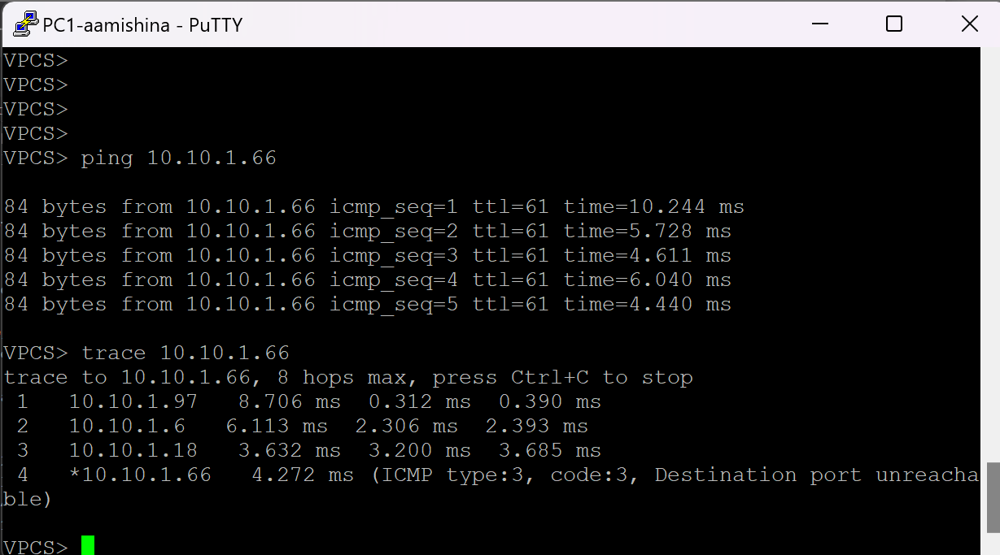 PC1-aamishina - PuTTY
VPCS>
VPCS>
VPCS>
VPCS>
VPCS> ping 10.10.1.66
84 bytes from 10.10.1.66 icmp_seq=1 ttl=61 time=10.244 ms
84 bytes from 10.10.1.66 icmp_seq=2 ttl=61 time=5.728 ms
84 bytes from 10.10.1.66 icmp_seq=3 ttl=61 time=4.611 ms
84 bytes from 10.10.1.66 icmp_seq=4 ttl=61 time=6.040 ms
84 bytes from 10.10.1.66 icmp_seq=5 ttl=61 time=4.440 ms
VPCS> trace 10.10.1.66
trace to 10.10.1.66, 8 hops max, press Ctrl+C to stop
 1   10.10.1.97   8.706 ms  0.312 ms  0.390 ms
 2   10.10.1.6   6.113 ms  2.306 ms  2.393 ms
 3   10.10.1.18   3.632 ms  3.200 ms  3.685 ms
 4   *10.10.1.66   4.272 ms (ICMP type:3, code:3, Destination port unreacha
ble)
VPCS>